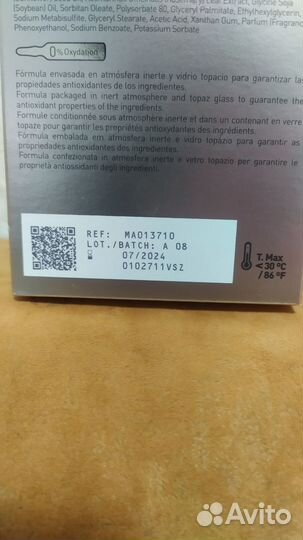 (Soybean) Oil, Sorbitan Oleate, Polysorbate 80, Glyceryl Palmitate, Ethylhexylglycerin,
Sodium Metabisulfite, Glyceryl Stearate, Acetic Acid, Xanthan Gum, Parfum (Fragrance
Phenoxyethanol, Sodium Benzoate, Potassium Sorbate
0% Oxydation
Fórmula envasada en atmósfera inerte y vidrio topacio para garantizar las
propiedades antioxidantes de los ingredientes.
Formula packaged in inert atmosphere and topaz glass to guarantee the
antioxidant properties of the ingredients.
Formule conditionnée sous atmosphère inerte et dans un contenant en verre
topaze pour garantir les propriétés antioxydantes des ingrédients.
Fórmula embalada em atmosfera inerte e vidro topázio para garantir as
propriedades antioxidantes dos ingredientes.
Formula confezionata in atmosfera inerte e vetro topazio per garantire le
proprietà antiossidanti degli ingredienti.
REF: MA013710
LOT./BATCH: A 08
07/2024
0102711VSZ
T. Max
<30 ºC
/86 ºF
Avito